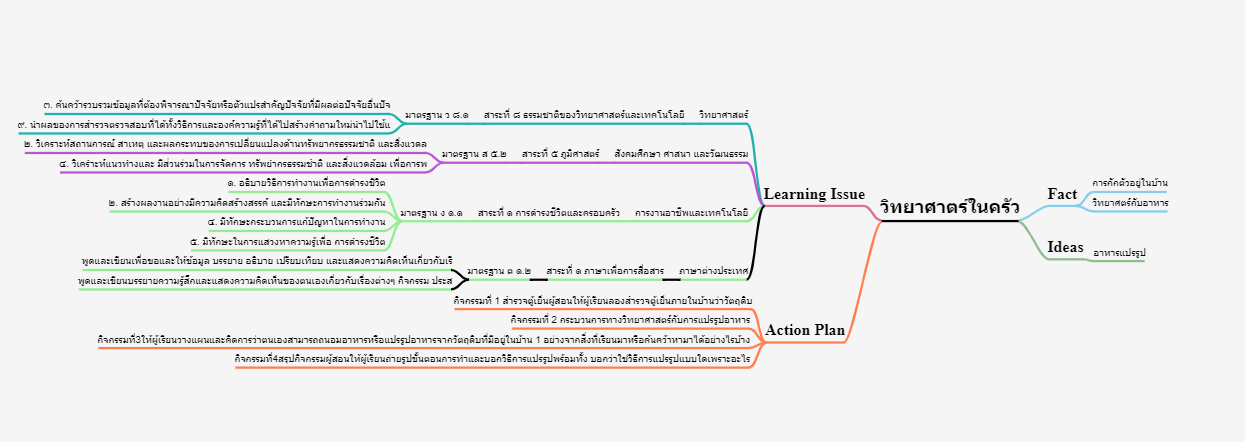 ๓. ค้นคว้ารวบรวมข้อมูลที่ต้องพิจารณาปัจจัยหรือตัวแปรสำคัญปัจจัยที่มีผลต่อปัจจัยอื่นปัจ
๙. นำผลของการสำรวจตรวจสอบที่ได้ทั้งวิธีการและองค์ความรู้ที่ได้ไปสร้างคำถามใหม่นำไปใช้แ
มาตรฐาน ว ๘.๑
สาระที่ ๘ ธรรมชาติของวิทยาศาสตร์และเทคโนโลยี
วิทยาศาสตร์
๒. วิเคราะห์สถานการณ์ สาเหตุ และผลกระทบของการเปลี่ยนแปลงด้านทรัพยากรธรรมชาติ และสิ่งแวดล
๔. วิเคราะห์แนวทางและ มีส่วนร่วมในการจัดการ ทรัพยากรธรรมชาติ และสิ่งแวดล้อม เพื่อการพ
มาตรฐาน ส ๕.๒
สาระที่ ๕ ภูมิศาสตร์
สังคมศึกษา ศาสนา และวัฒนธรรม
๑. อธิบายวิธีการทำงานเพื่อการดำรงชีวิต
๒. สร้างผลงานอย่างมีความคิดสร้างสรรค์ และมีทักษะการทำงานร่วมกัน
๔. มีทักษะกระบวนการแก้ปัญหาในการทำงาน
๕. มีทักษะในการแสวงหาความรู้เพื่อ การดำรงชีวิต
มาตรฐาน ง ๑.๑
สาระที่ ๑ การดำรงชีวิตและครอบครัว
การงานอาชีพและเทคโนโลยี
พูดและเขียนเพื่อขอและให้ข้อมูล บรรยาย อธิบาย เปรียบเทียบ และแสดงความคิดเห็นเกี่ยวกับเรื
พูดและเขียนบรรยายความรู้สึกและแสดงความคิดเห็นของตนเองเกี่ยวกับเรื่องต่างๆ กิจกรรม ประส
มาตรฐาน ต ๑.๒
สาระที่ ๑ ภาษาเพื่อการสื่อสาร
ภาษาต่างประเทศ
Learning Issue
กิจกรรมที่ 1 สำรวจตู้เย็นผู้สอนให้ผู้เรียนลองสำรวจตู้เย็นภายในบ้านว่าวัตถุดิบ
กิจกรรมที่ 2 กระบวนการทางวิทยาศาสตร์กับการแปรรูปอาหาร
กิจกรรมที่3ให้ผู้เรียนวางแผนและคิดการว่าตนเองสามารถถนอมอาหารหรือแปรรูปอาหารจากวัตถุดิบที่มีอยู่ในบ้าน 1 อย่างจากสิ่งที่เรียนมาหรือค้นคว้าหามาได้อย่างไรบ้าง
กิจกรรมที่4สรุปกิจกรรมผู้สอนให้ผู้เรียนถ่ายรูปขั้นตอนการทำและบอกวิธีการแปรรูปพร้อมทั้ง บอกว่าใช้วิธีการแปรรูปแบบใดเพราะอะไร
Action Plan
วิทยาศาตร์ในครัว
Fact
การกักตัวอยู่ในบ้าน
วิทยาศตร์กับอาหาร
Ideas
อาหารแปรรูป